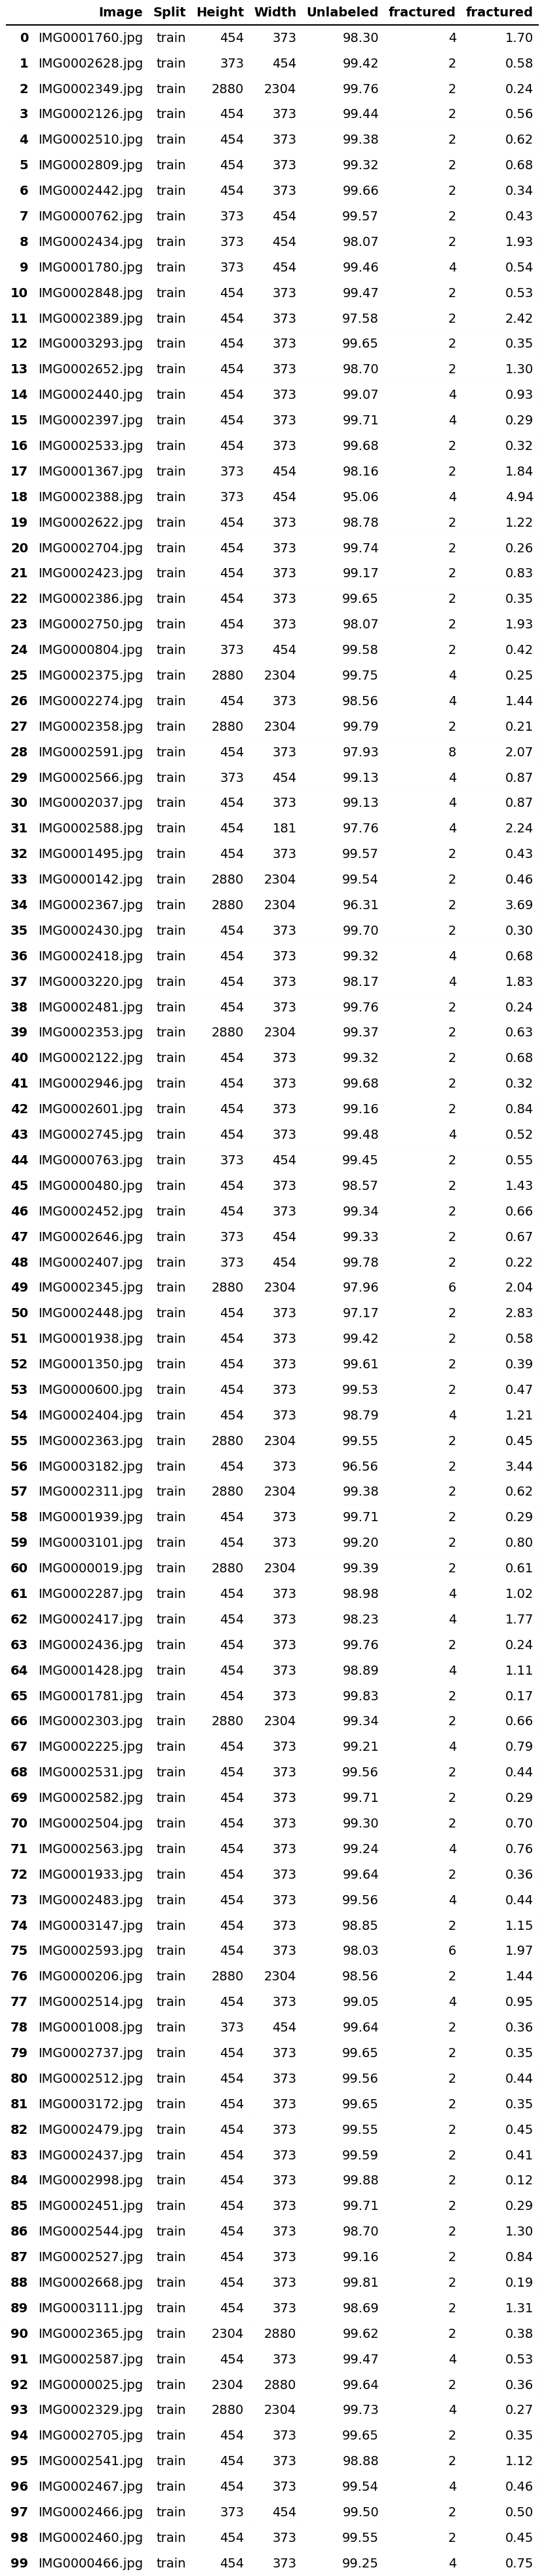 Image Split Height Width Unlabeled fractured fractured
0 IMG0001760.jpg train 454 373 98.30 4 1.70
1 IMG0002628.jpg train 373 454 99.42 2 0.58
2 IMG0002349.jpg train 2880 2304 99.76 2 0.24
3 IMG0002126.jpg train 454 373 99.44 2 0.56
4 IMG0002510.jpg train 454 373 99.38 2 0.62
5 IMG0002809.jpg train 454 373 99.32 2 0.68
6 IMG0002442.jpg train 454 373 99.66 2 0.34
7 IMG0000762.jpg train 373 454 99.57 2 0.43
8 IMG0002434.jpg train 373 454 98.07 2 1.93
9 IMG0001780.jpg train 373 454 99.46 4 0.54
10 IMG0002848.jpg train 454 373 99.47 2 0.53
11 IMG0002389.jpg train 454 373 97.58 2 2.42
12 IMG0003293.jpg train 454 373 99.65 2 0.35
13 IMG0002652.jpg train 454 373 98.70 2 1.30
14 IMG0002440.jpg train 454 373 99.07 4 0.93
15 IMG0002397.jpg train 454 373 99.71 4 0.29
16 IMG0002533.jpg train 454 373 99.68 2 0.32
17 IMG0001367.jpg train 373 454 98.16 2 1.84
18 IMG0002388.jpg train 373 454 95.06 4 4.94
19 IMG0002622.jpg train 454 373 98.78 2 1.22
20 IMG0002704.jpg train 454 373 99.74 2 0.26
21 IMG0002423.jpg train 454 373 99.17 2 0.83
22 IMG0002386.jpg train 454 373 99.65 2 0.35
23 IMG0002750.jpg train 454 373 98.07 2 1.93
24 IMG0000804.jpg train 373 454 99.58 2 0.42
25 IMG0002375.jpg train 2880 2304 99.75 4 0.25
26 IMG0002274.jpg train 454 373 98.56 4 1.44
27 IMG0002358.jpg train 2880 2304 99.79 2 0.21
28 IMG0002591.jpg train 454 373 97.93 8 2.07
29 IMG0002566.jpg train 373 454 99.13 4 0.87
30 IMG0002037.jpg train 454 373 99.13 4 0.87
31 IMG0002588.jpg train 454 181 97.76 4 2.24
32 IMG0001495.jpg train 454 373 99.57 2 0.43
33 IMG0000142.jpg train 2880 2304 99.54 2 0.46
34 IMG0002367.jpg train 2880 2304 96.31 2 3.69
35 IMG0002430.jpg train 454 373 99.70 2 0.30
36 IMG0002418.jpg train 454 373 99.32 4 0.68
37 IMG0003220.jpg train 454 373 98.17 4 1.83
38 IMG0002481.jpg train 454 373 99.76 2 0.24
39 IMG0002353.jpg train 2880 2304 99.37 2 0.63
40 IMG0002122.jpg train 454 373 99.32 2 0.68
41 IMG0002946.jpg train 454 373 99.68 2 0.32
42 IMG0002601.jpg train 454 373 99.16 2 0.84
43 IMG0002745.jpg train 454 373 99.48 4 0.52
44 IMG0000763.jpg train 373 454 99.45 2 0.55
45 IMG0000480.jpg train 454 373 98.57 2 1.43
46 IMG0002452.jpg train 454 373 99.34 2 0.66
47 IMG0002646.jpg train 373 454 99.33 2 0.67
48 IMG0002407.jpg train 373 454 99.78 2 0.22
49 IMG0002345.jpg train 2880 2304 97.96 6 2.04
50 IMG0002448.jpg train 454 373 97.17 2 2.83
51 IMG0001938.jpg train 454 373 99.42 2 0.58
52 IMG0001350.jpg train 454 373 99.61 2 0.39
53 IMG0000600.jpg train 454 373 99.53 2 0.47
54 IMG0002404.jpg train 454 373 98.79 4 1.21
55 IMG0002363.jpg train 2880 2304 99.55 2 0.45
56 IMG0003182.jpg train 454 373 96.56 2 3.44
57 IMG0002311.jpg train 2880 2304 99.38 2 0.62
58 IMG0001939.jpg train 454 373 99.71 2 0.29
59 IMG0003101.jpg train 454 373 99.20 2 0.80
60 IMG0000019.jpg train 2880 2304 99.39 2 0.61
61 IMG0002287.jpg train 454 373 98.98 4 1.02
62 IMG0002417.jpg train 454 373 98.23 4 1.77
63 IMG0002436.jpg train 454 373 99.76 2 0.24
64 IMG0001428.jpg train 454 373 98.89 4 1.11
65 IMG0001781.jpg train 454 373 99.83 2 0.17
66 IMG0002303.jpg train 2880 2304 99.34 2 0.66
67 IMG0002225.jpg train 454 373 99.21 4 0.79
68 IMG0002531.jpg train 454 373 99.56 2 0.44
69 IMG0002582.jpg train 454 373 99.71 2 0.29
70 IMG0002504.jpg train 454 373 99.30 2 0.70
71 IMG0002563.jpg train 454 373 99.24 4 0.76
72 IMG0001933.jpg train 454 373 99.64 2 0.36
73 IMG0002483.jpg train 454 373 99.56 4 0.44
74 IMG0003147.jpg train 454 373 98.85 2 1.15
75 IMG0002593.jpg train 454 373 98.03 6 1.97
76 IMG0000206.jpg train 2880 2304 98.56 2 1.44
77 IMG0002514.jpg train 454 373 99.05 4 0.95
78 IMG0001008.jpg train 373 454 99.64 2 0.36
79 IMG0002737.jpg train 454 373 99.65 2 0.35
80 IMG0002512.jpg train 454 373 99.56 2 0.44
81 IMG0003172.jpg train 454 373 99.65 2 0.35
82 IMG0002479.jpg train 454 373 99.55 2 0.45
83 IMG0002437.jpg train 454 373 99.59 2 0.41
84 IMG0002998.jpg train 454 373 99.88 2 0.12
85 IMG0002451.jpg train 454 373 99.71 2 0.29
86 IMG0002544.jpg train 454 373 98.70 2 1.30
87 IMG0002527.jpg train 454 373 99.16 2 0.84
88 IMG0002668.jpg train 454 373 99.81 2 0.19
89 IMG0003111.jpg train 454 373 98.69 2 1.31
90 IMG0002365.jpg train 2304 2880 99.62 2 0.38
91 IMG0002587.jpg train 454 373 99.47 4 0.53
92 IMG0000025.jpg train 2304 2880 99.64 2 0.36
93 IMG0002329.jpg train 2880 2304 99.73 4 0.27
94 IMG0002705.jpg train 454 373 99.65 2 0.35
95 IMG0002541.jpg train 454 373 98.88 2 1.12
96 IMG0002467.jpg train 454 373 99.54 4 0.46
97 IMG0002466.jpg train 373 454 99.50 2 0.50
98 IMG0002460.jpg train 454 373 99.55 2 0.45
99 IMG0000466.jpg train 454 373 99.25 4 0.75